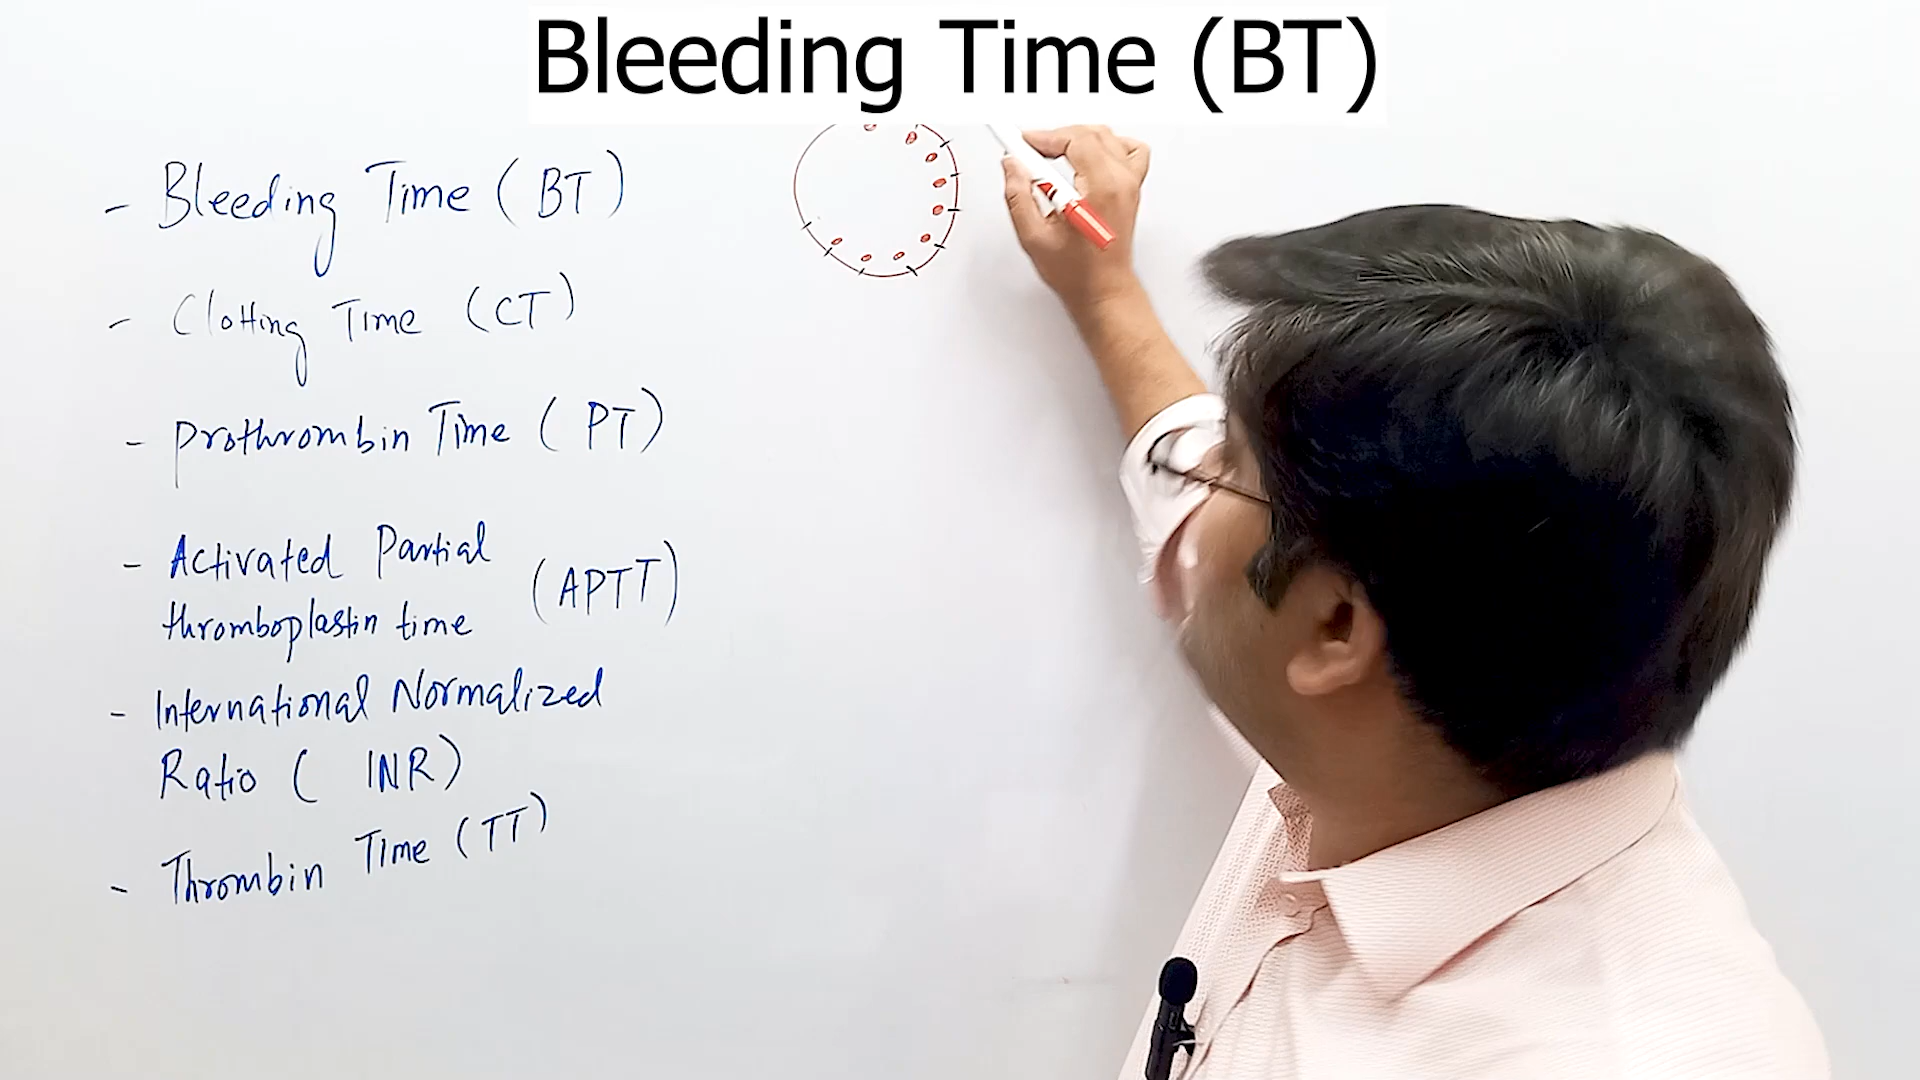 Bleeding Time (BT)
- Bleeding Time (BT)
- Clotting Time (CT)
- Prothrombin Time (PT)
- Activated Partial
thromboplastin time (APTT)
- International Normalized
Ratio (INR)
- Thrombin Time (TT)